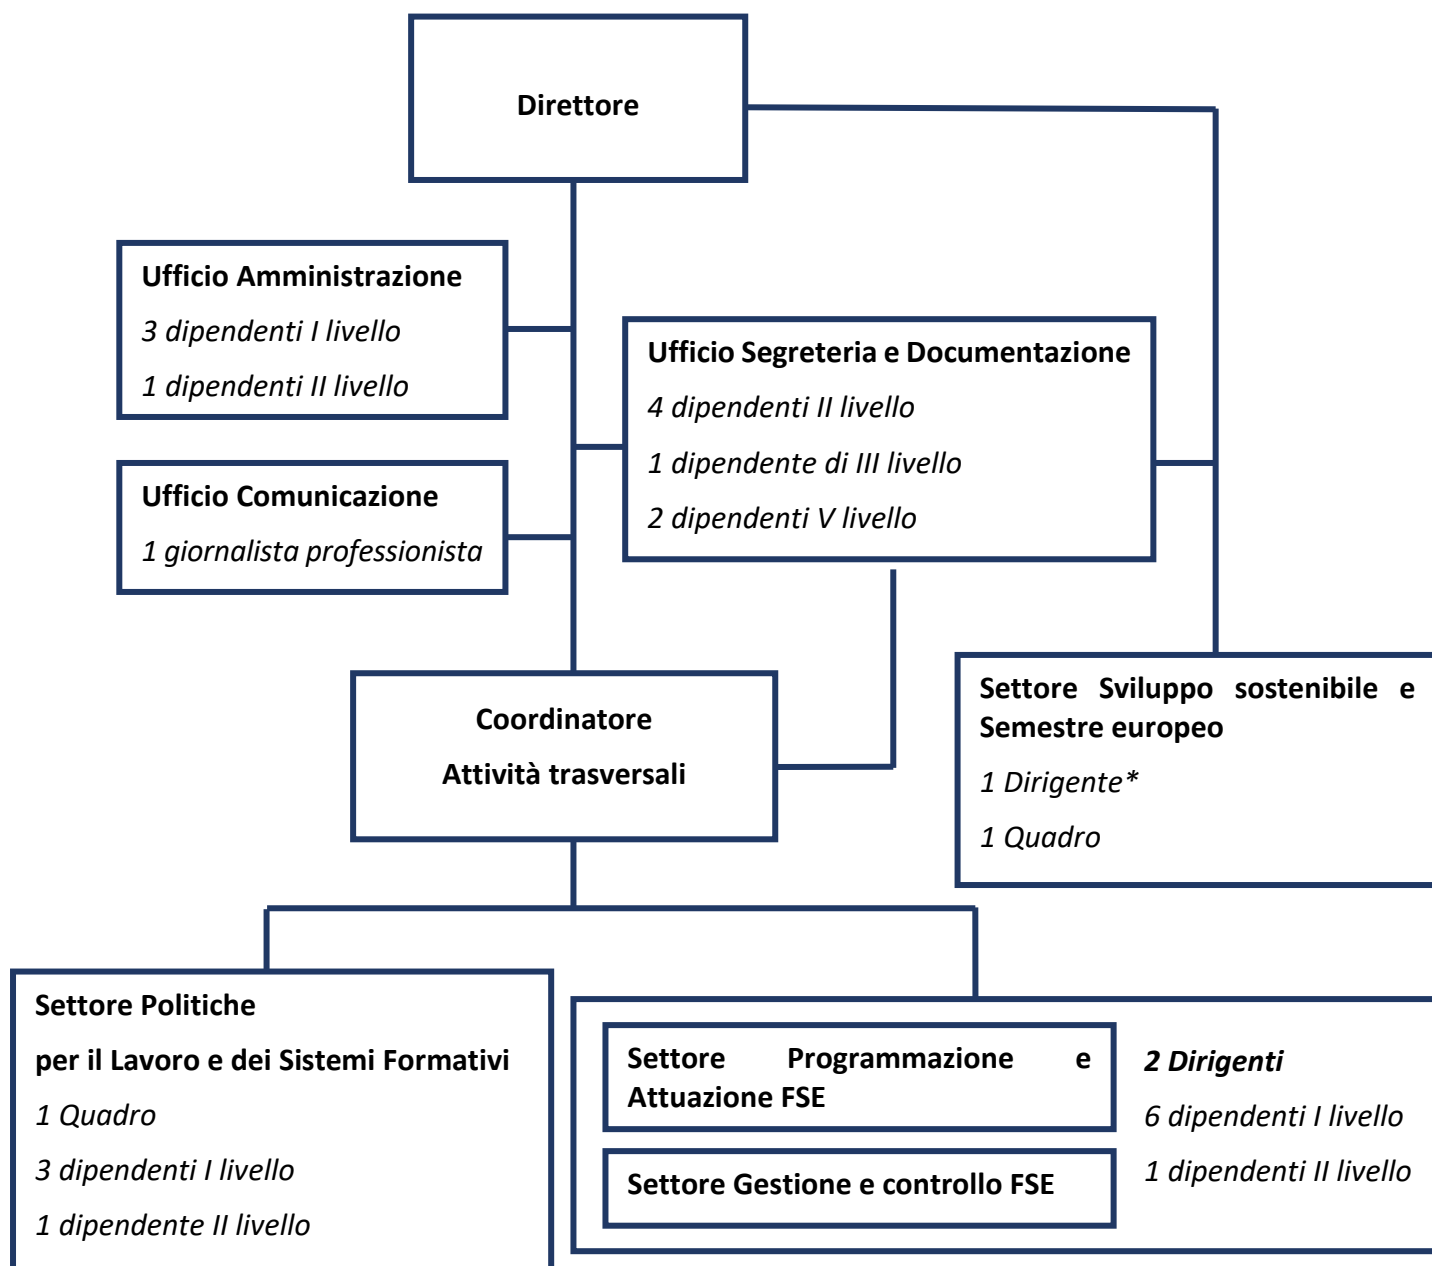 Direttore
Ufficio Amministrazione
3 dipendenti I livello
1 dipendenti II livello
Ufficio Segreteria e Documentazione
4 dipendenti II livello
1 dipendente di III livello
2 dipendenti V livello
Ufficio Comunicazione
1 giornalista professionista
Coordinatore
Attività trasversali
Settore Sviluppo sostenibile e
Semestre europeo
1 Dirigente*
1 Quadro
Settore Politiche
per il Lavoro e dei Sistemi Formativi
1 Quadro
3 dipendenti I livello
1 dipendente II livello
Settore Programmazione e
Attuazione FSE
Settore Gestione e controllo FSE
2 Dirigenti
6 dipendenti I livello
1 dipendenti II livello